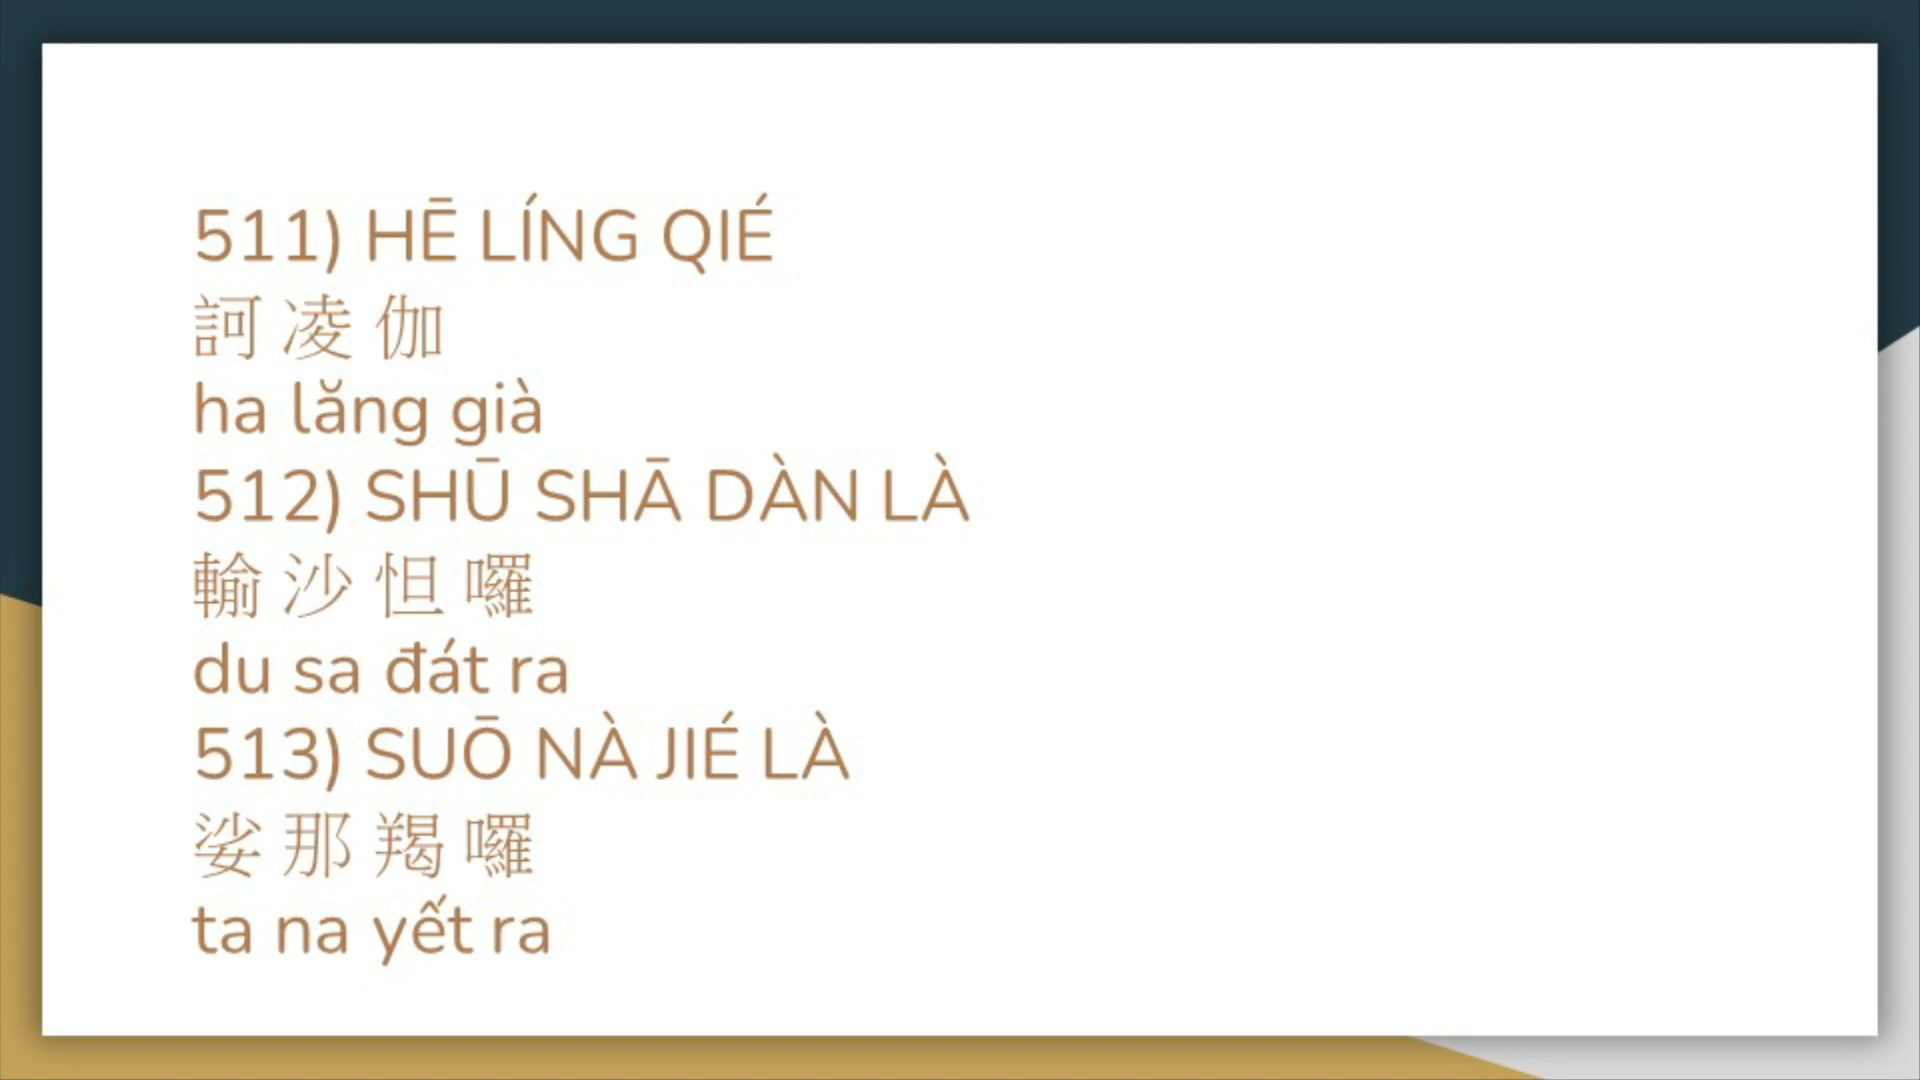 511) HĒ LÍNG QIÉ
訶 凌 伽
ha lăng già
512) SHŪ SHĀ DÀN LÀ
輸 沙 怛 囉
du sa đát ra
513) SUŌ NÀ JIÉ LÀ
娑 那 羯 囉
ta na yết ra